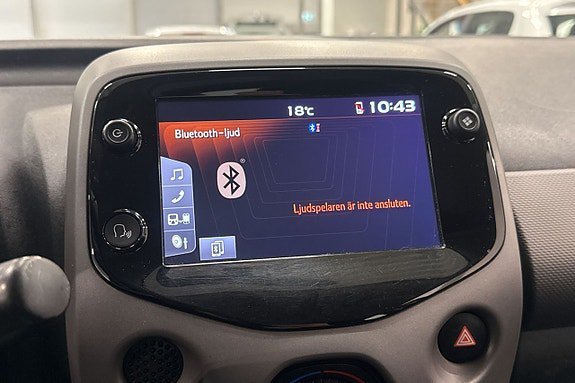 18°C 10:43
Bluetooth-ljud
®
Ljudspelaren är inte ansluten.